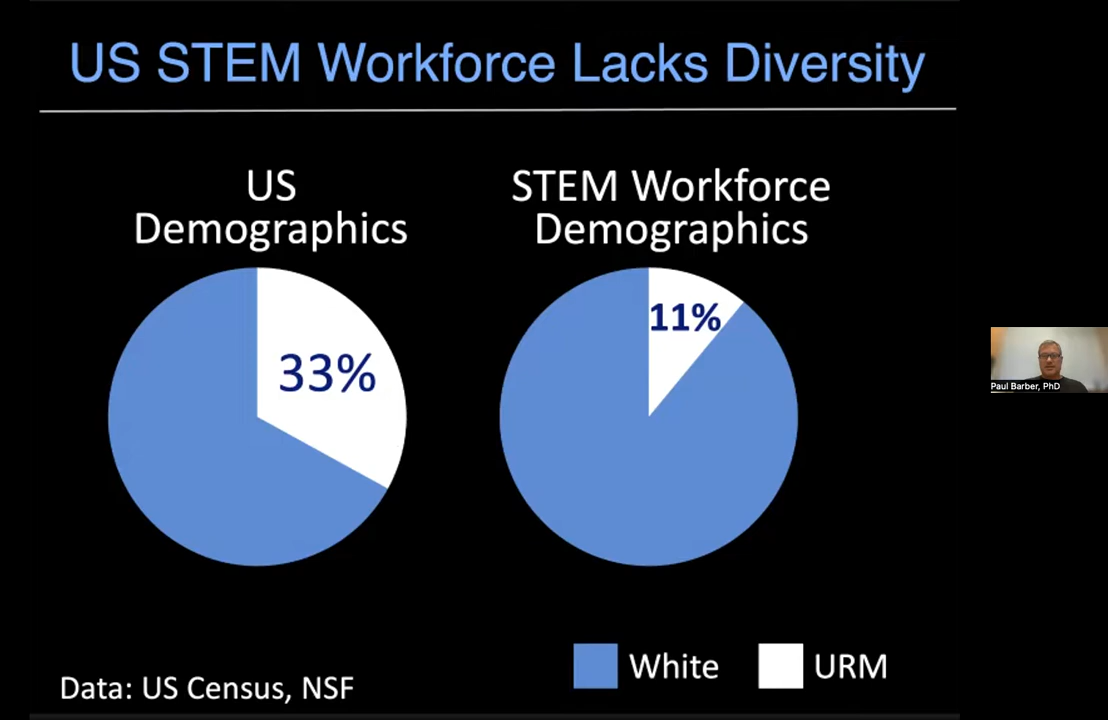 US STEM Workforce Lacks Diversity
US
Demographics
STEM Workforce
Demographics
33%
11%
Paul Barber, PhD
White
URM
Data: US Census, NSF